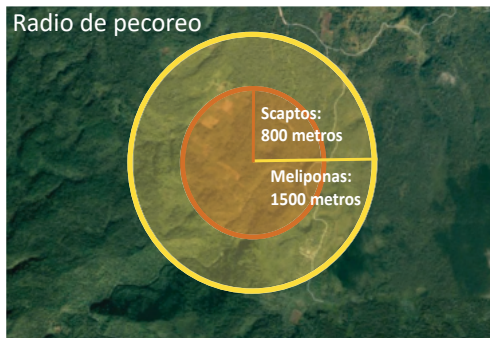 Radio de pecoreo
Scaptos:
800 metros
Meliponas:
1500 metros